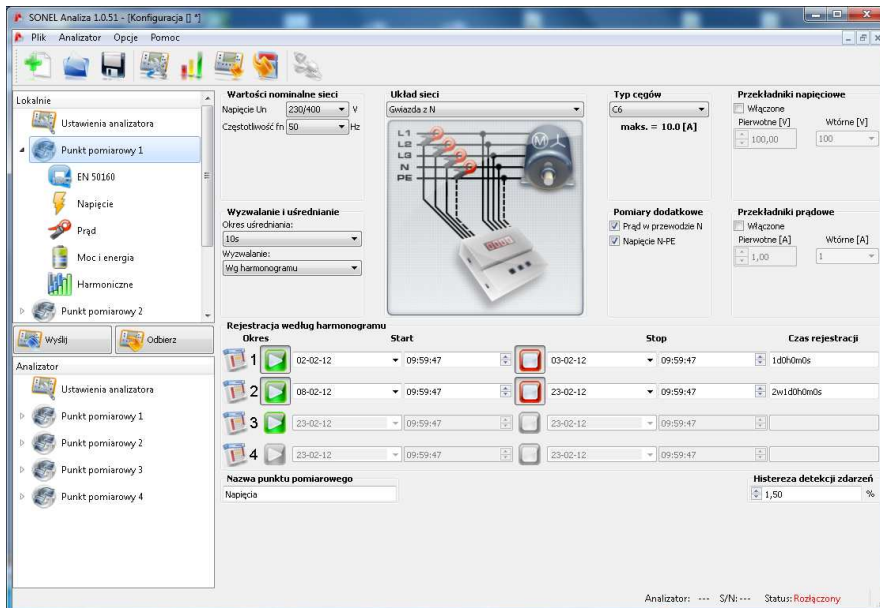 SONEL Analiza 1.0.51 - [Konfiguracja [] *]
Plik Analizator Opcje Pomoc
Lokalnie
Ustawienia analizatora
Punkt pomiarowy 1
EN 50160
Napięcie
Prąd
Moc i energia
Harmoniczne
Punkt pomiarowy 2
Wyślij Odbierz
Analizator
Ustawienia analizatora
Punkt pomiarowy 1
Punkt pomiarowy 2
Punkt pomiarowy 3
Punkt pomiarowy 4
Wartości nominalne sieci
Napięcie Un 230/400 V
Częstotliwość fn 50 Hz
Układ sieci
Gwiazda z N
L1
L2
L3
N
PE
M
Typ cęgów
C6
maks. = 10.0 [A]
Przekładniki napięciowe
Włączone
Pierwotne [V] Wtórne [V]
100,00 100
Wyzwalanie i uśrednianie
Okres uśredniania:
10s
Wyzwalanie:
Wg harmonogramu
Pomiary dodatkowe
Prąd w przewodzie N
Napięcie N-PE
Przekładniki prądowe
Włączone
Pierwotne [A] Wtórne [A]
1,00 1
Rejestracja według harmonogramu
Okres Start Stop Czas rejestracji
1 02-02-12 09:59:47 03-02-12 09:59:47 1d0h0m0s
2 08-02-12 09:59:47 23-02-12 09:59:47 2w1d0h0m0s
3 23-02-12 09:59:47 23-02-12 09:59:47
4 23-02-12 09:59:47 23-02-12 09:59:47
Nazwa punktu pomiarowego
Napięcia
Histereza detekcji zdarzeń
1,50 %
Analizator: --- S/N: --- Status: Rozłączony